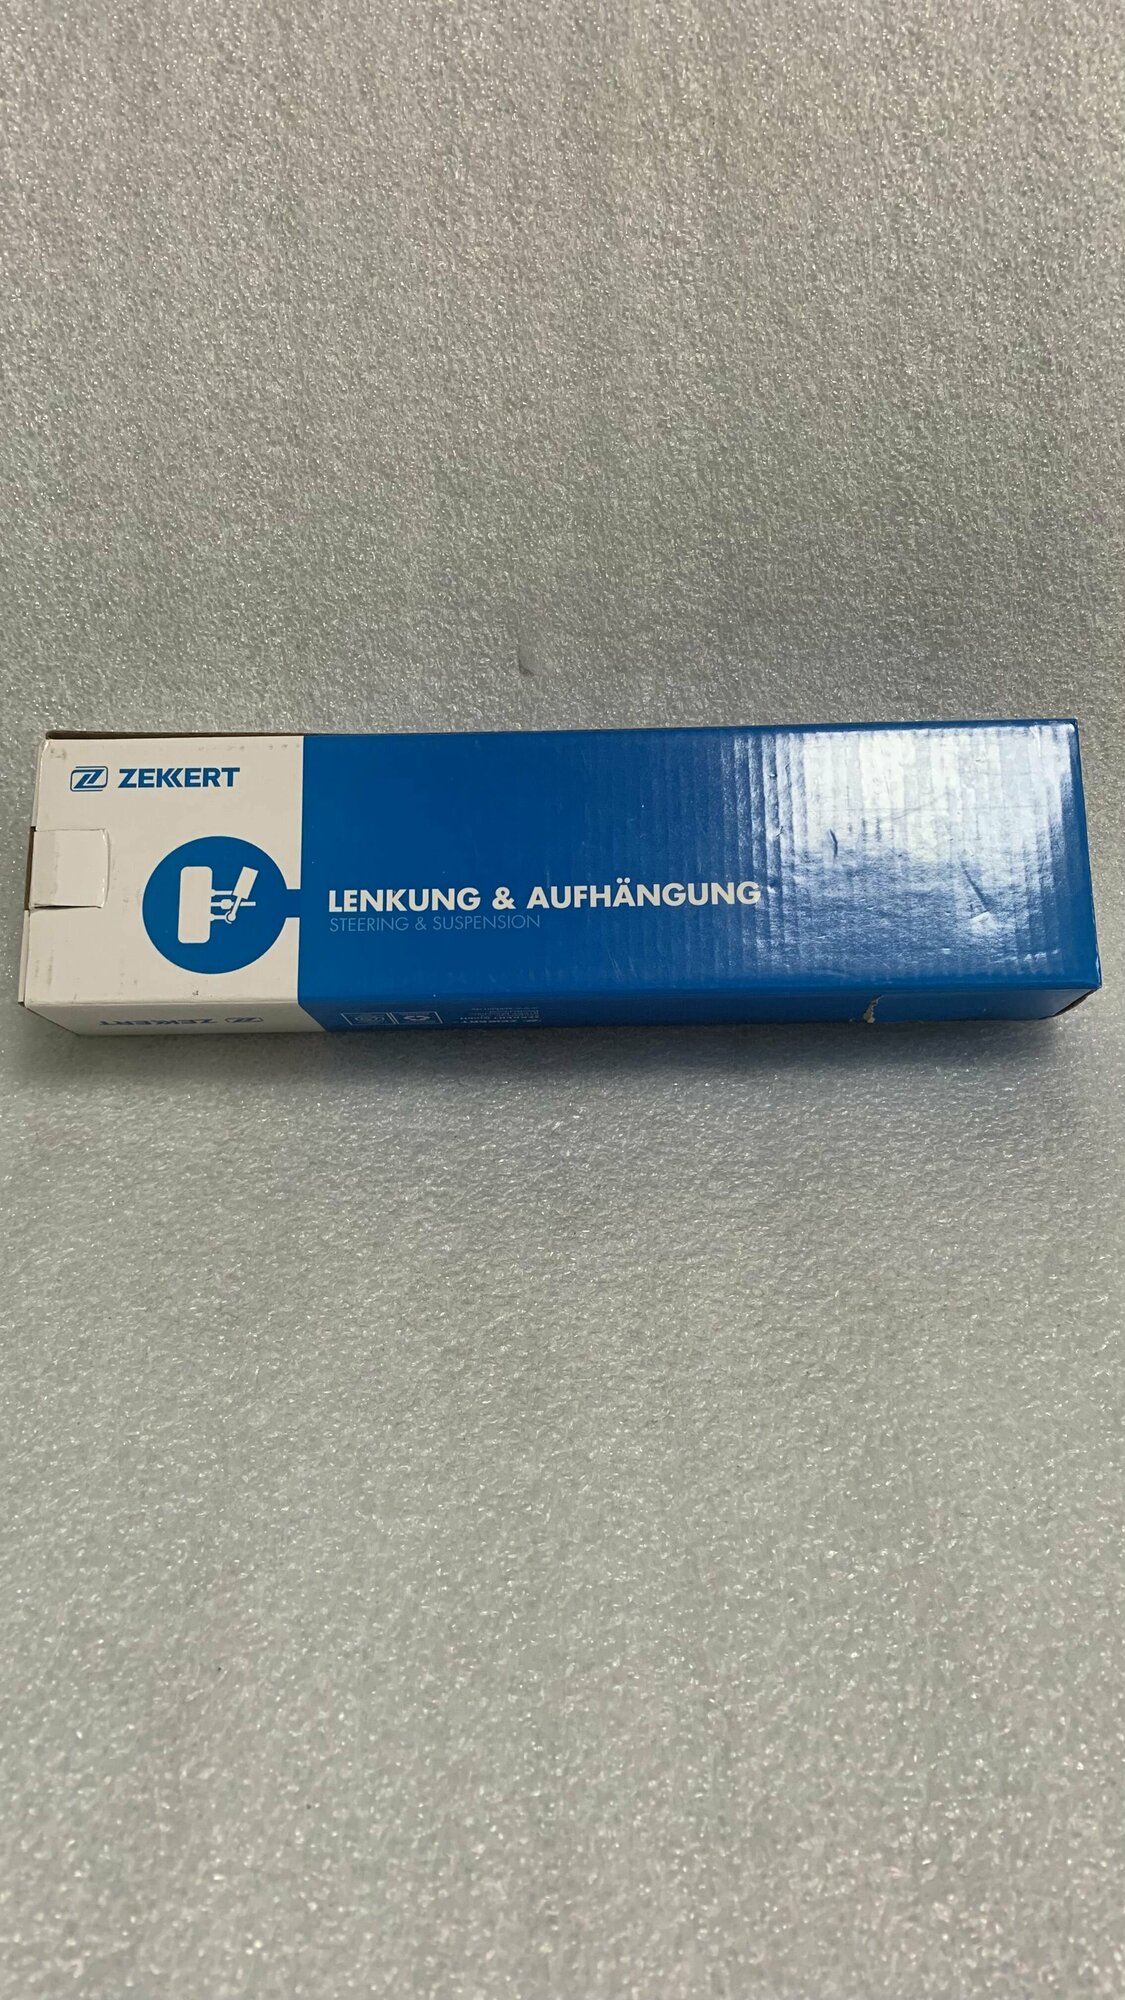 ZEKKERT
LENKUNG & AUFHÄNGUNG
STEERING & SUSPENSION
ZEKKERT